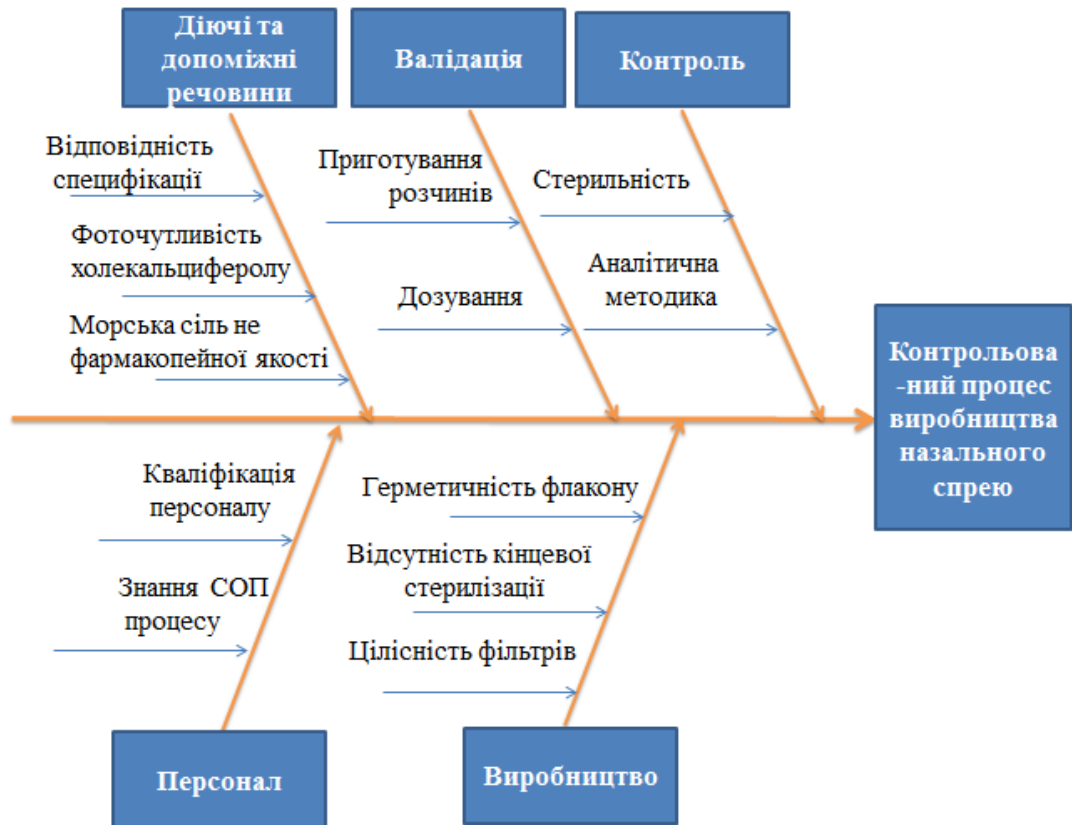 Діючі та
допоміжні
речовини
Валідація
Контроль
Відповідність
специфікації
Фоточутливість
холекальциферолу
Морська сіль не
фармакопейної якості
Приготування
розчинів
Дозування
Стерильність
Аналітична
методика
Контрольова
-ний процес
виробництва
назального
спрею
Кваліфікація
персоналу
Знання СОП
процесу
Герметичність флакону
Відсутність кінцевої
стерилізації
Цілісність фільтрів
Персонал
Виробництво